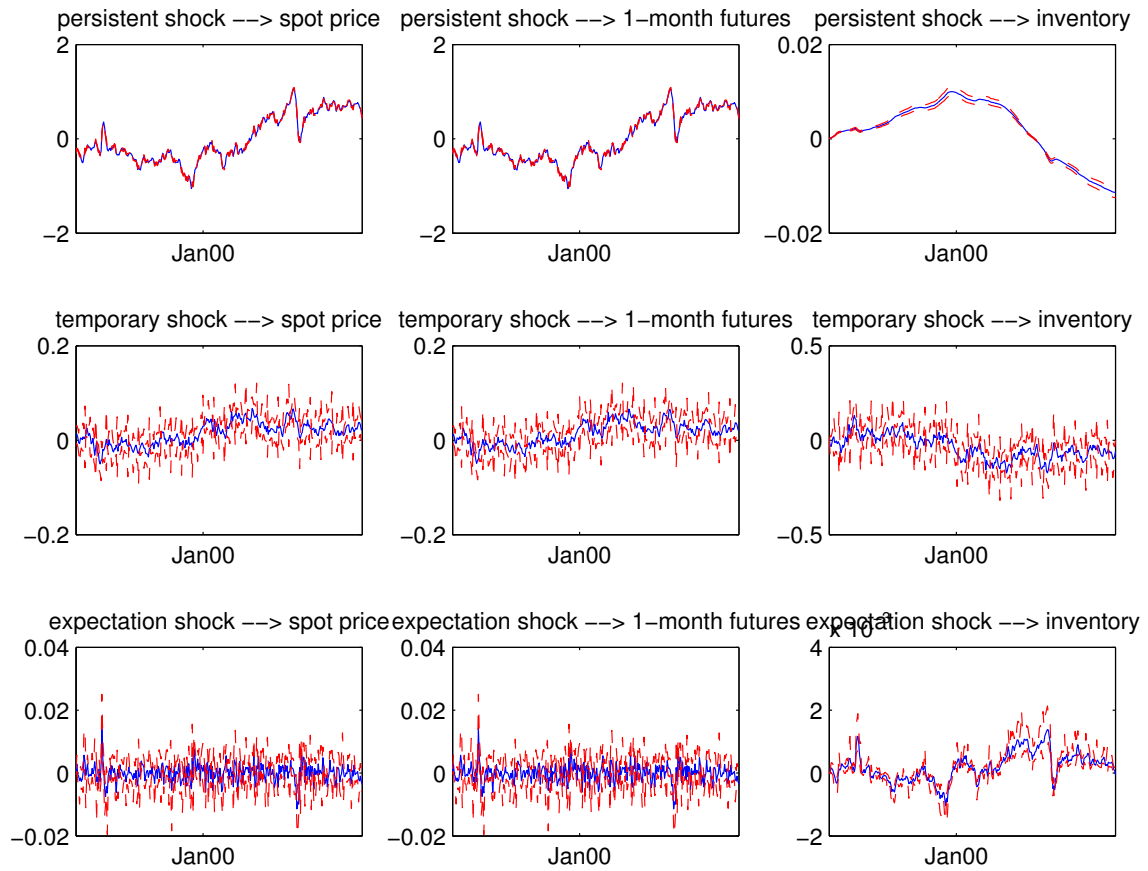 persistent shock −−> spot price
persistent shock −−> 1−month futures
persistent shock −−> inventory
2
0
−2
Jan00
2
0
−2
Jan00
0.02
0
−0.02
Jan00
temporary shock −−> spot price
temporary shock −−> 1−month futures
temporary shock −−> inventory
0.2
0
−0.2
Jan00
0.2
0
−0.2
Jan00
0.5
0
−0.5
Jan00
expectation shock −−> spot price
expectation shock −−> 1−month futures
expectation shock −−> inventory
0.04
0.02
0
−0.02
Jan00
0.04
0.02
0
−0.02
Jan00
x 10−3
4
2
0
−2
Jan00